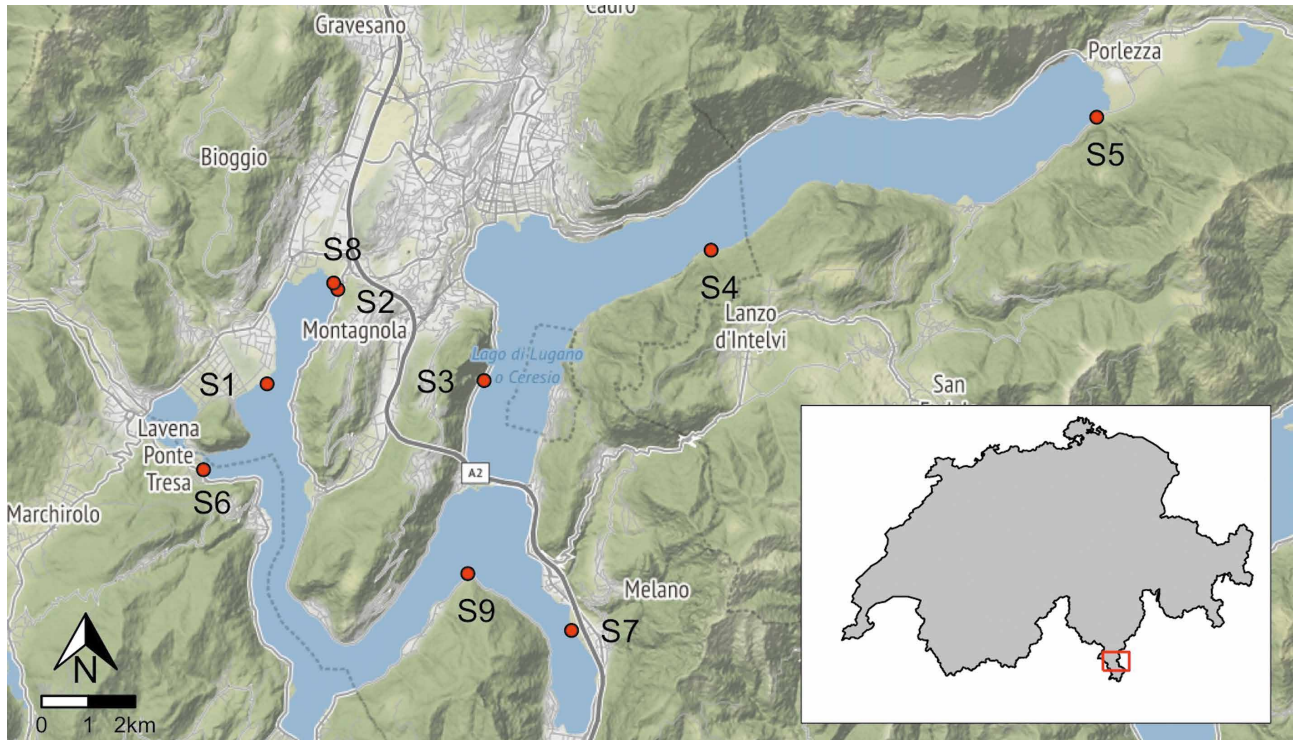 Gravesano
Porlezza
Bioggio
S5
S8
S2
S4
Montagnola
Lanzo
d'Intelvi
Lago di Lugano
o Ceresia
S3
S1
San
Lavena
Ponte
Tresa
A2
S6
Marchirolo
Melano
S9
S7
N
0 1 2km